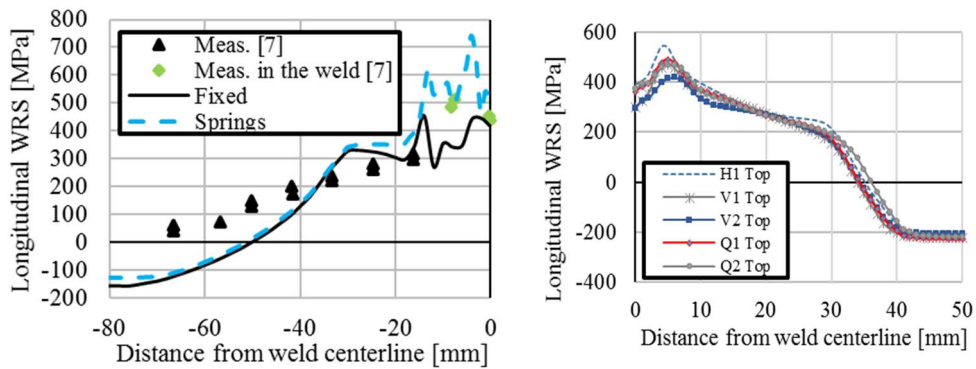 800
700
600
500
400
300
200
100
0
-100
-200
Longitudinal WRS [MPa]
Meas. [7]
Meas. in the weld [7]
Fixed
Springs
-80 -60 -40 -20 0
Distance from weld centerline [mm]
600
400
200
0
-200
-400
Longitudinal WRS [MPa]
H1 Top
V1 Top
V2 Top
Q1 Top
Q2 Top
0 10 20 30 40 50
Distance from weld centerline [mm]